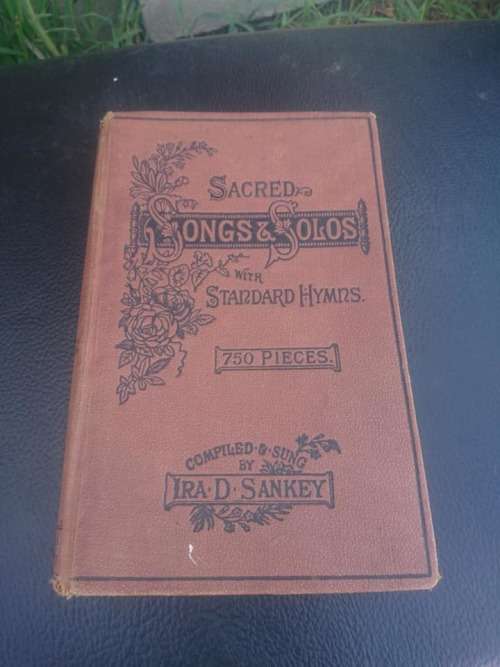 SACRED
SONGS & SOLOS
WITH
STANDARD HYMNS.
750 PIECES.
COMPILED & SUNG
BY
IRA · D · SANKEY